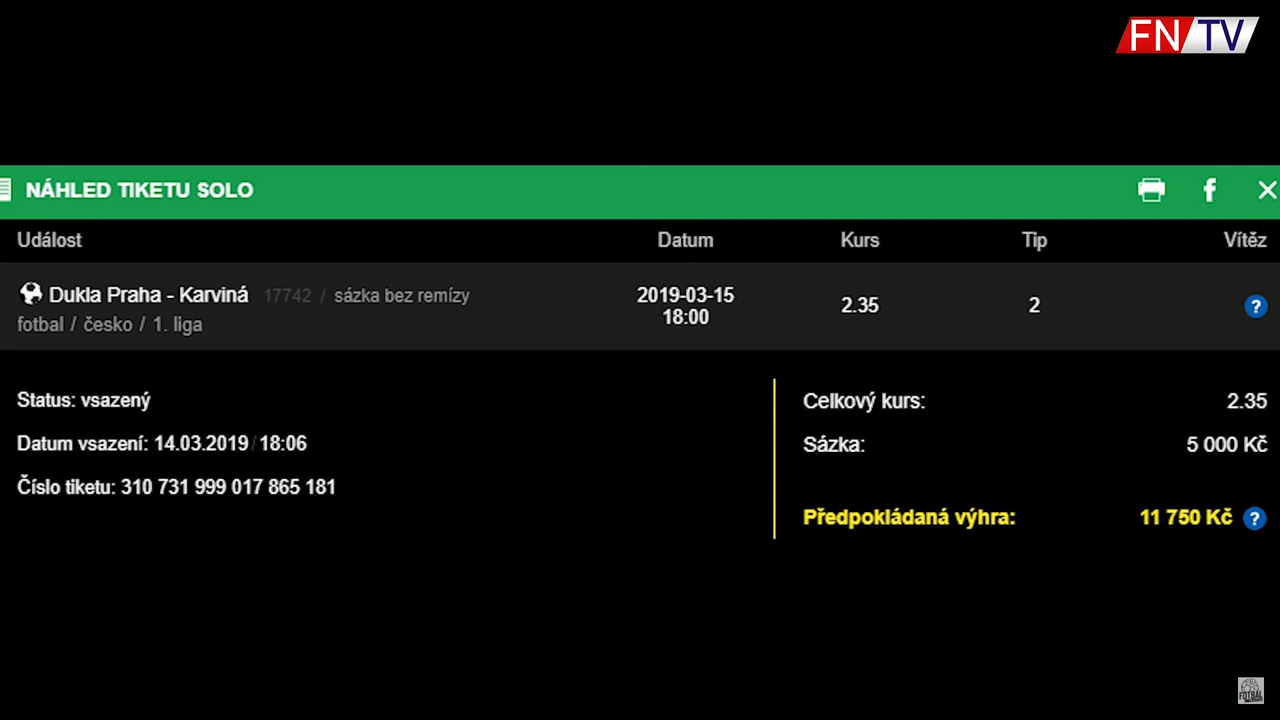 FN TV
NÁHLED TIKETU SOLO
Událost Datum Kurs Tip Vítěz
Dukla Praha - Karviná 17742 / sázka bez remízy
fotbal / česko / 1. liga
2019-03-15
18:00
2.35
2
?
Status: vsazený
Datum vsazení: 14.03.2019 / 18:06
Číslo tiketu: 310 731 999 017 865 181
Celkový kurs: 2.35
Sázka: 5 000 Kč
Předpokládaná výhra: 11 750 Kč ?
FOTBAL